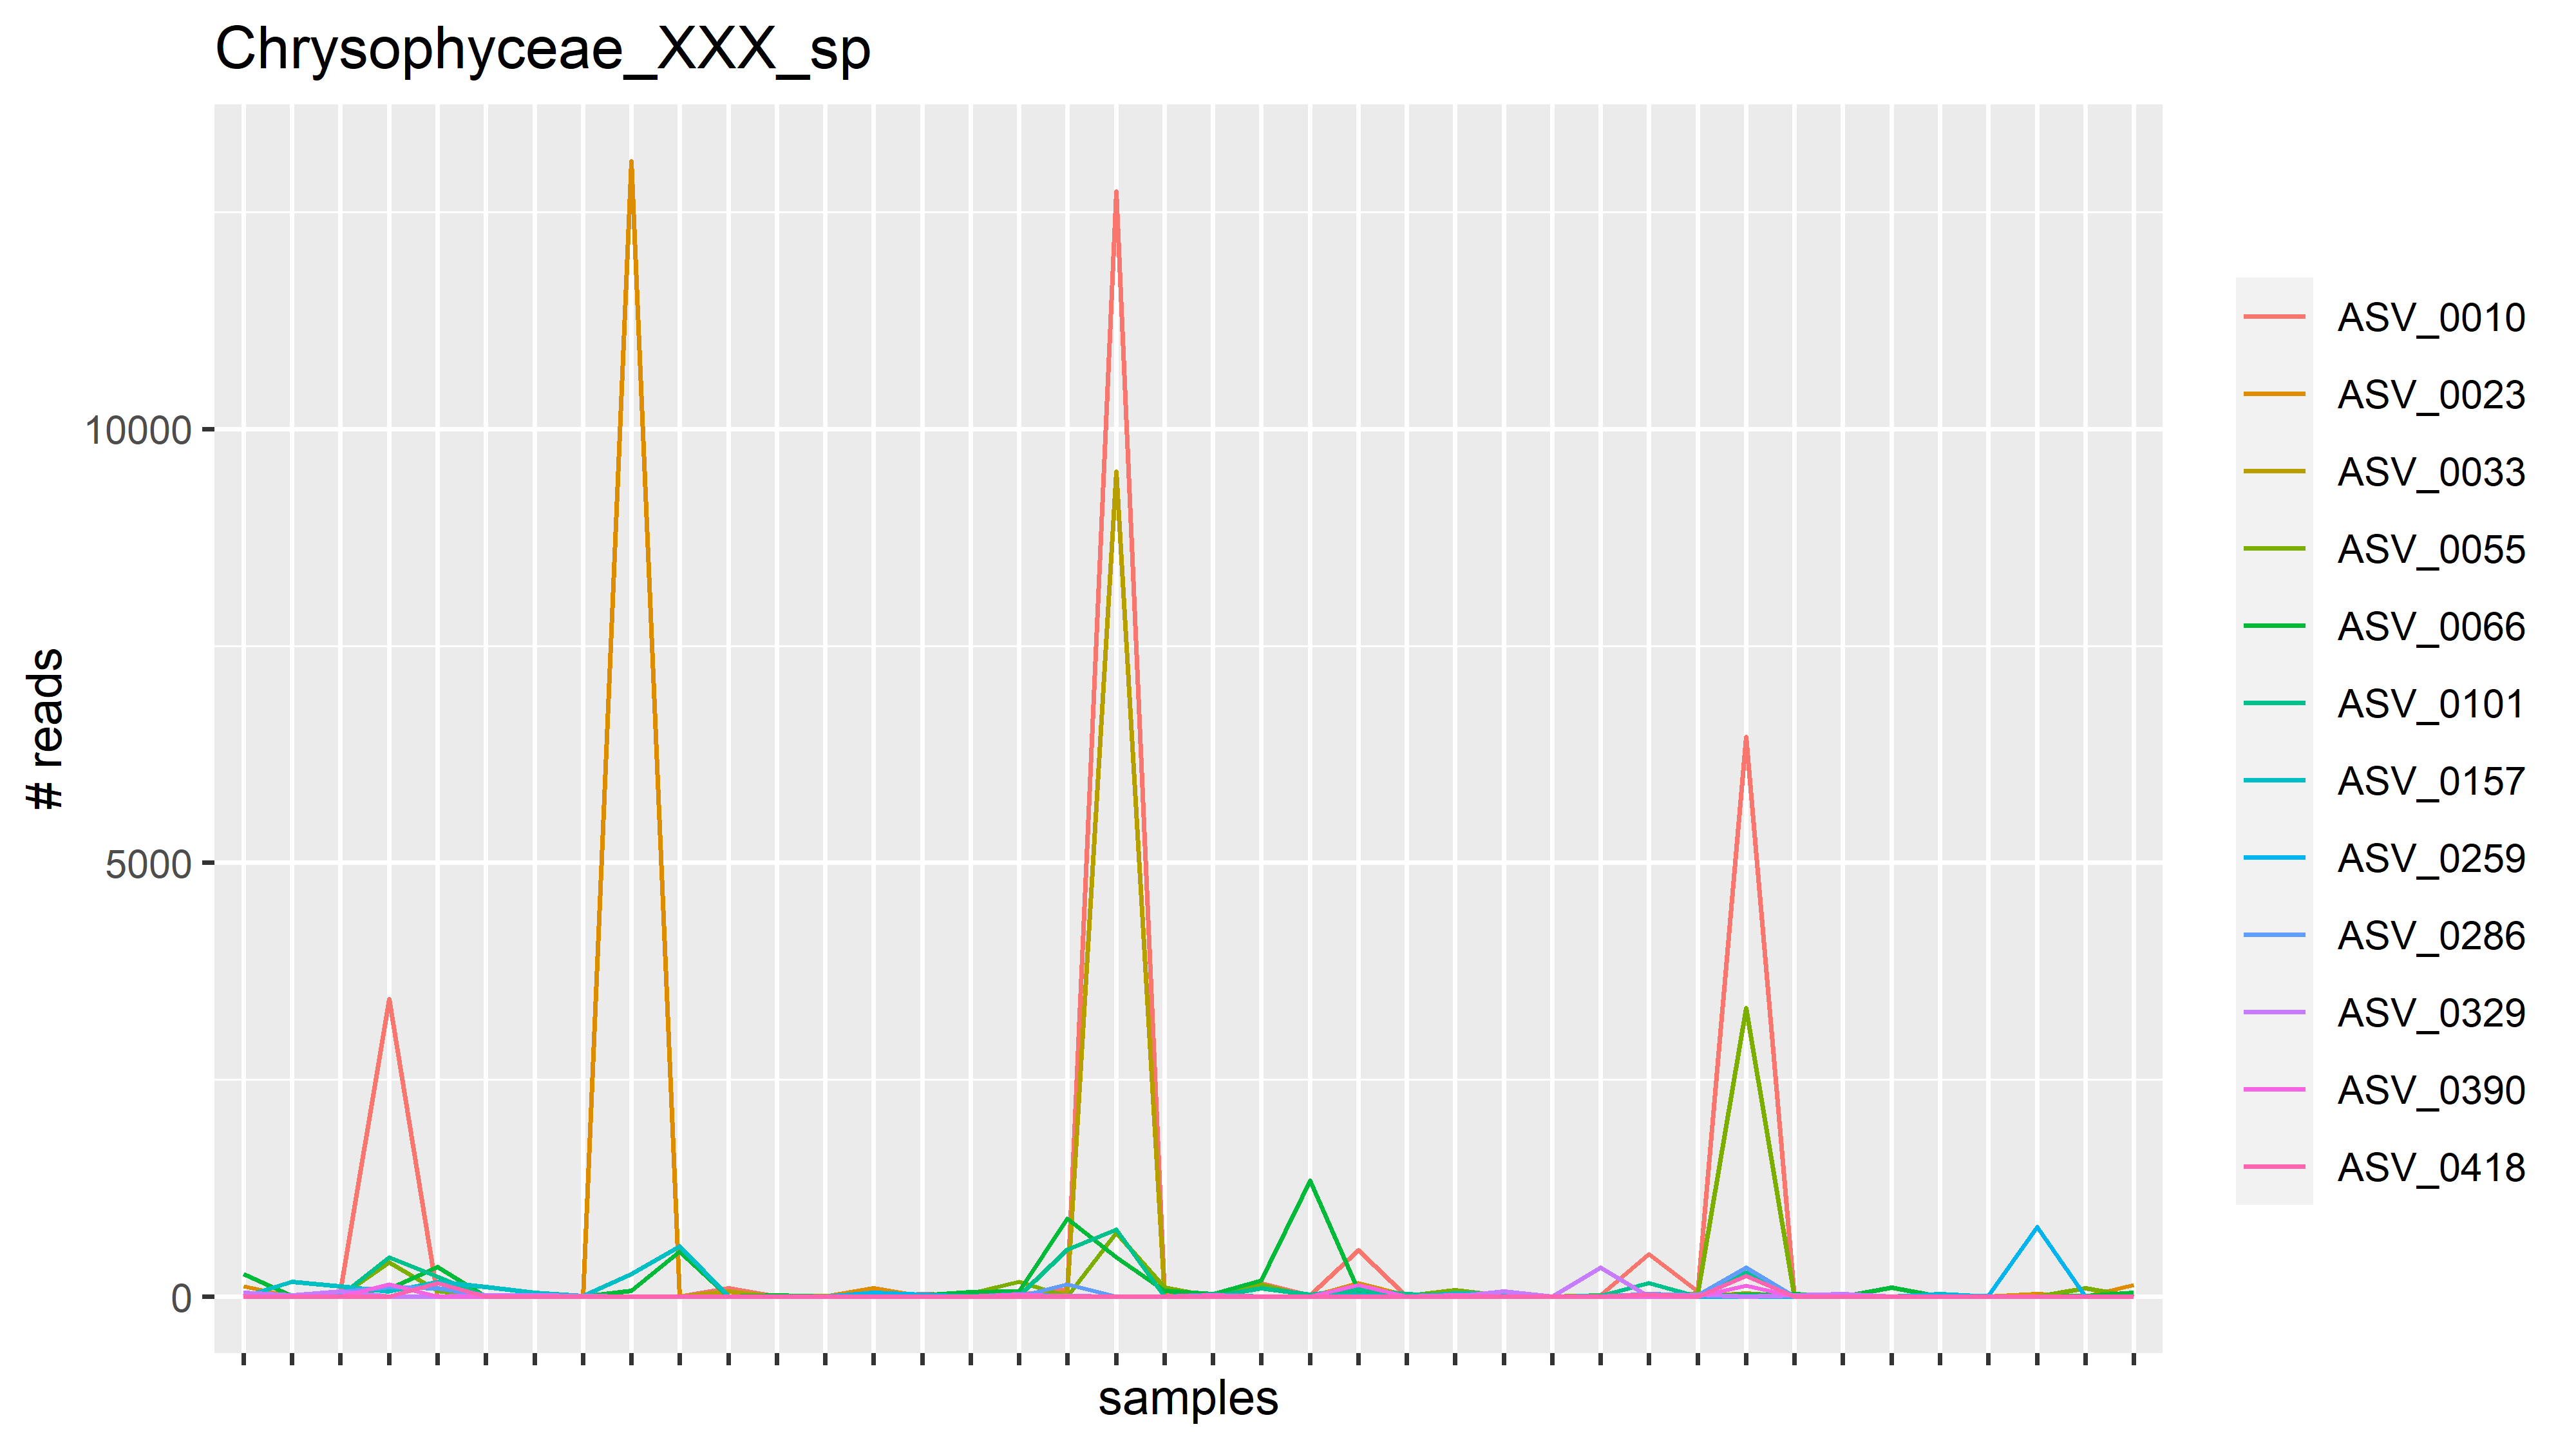 Chrysophyceae_XXX_sp
10000
5000
0
# reads
samples
ASV_0010
ASV_0023
ASV_0033
ASV_0055
ASV_0066
ASV_0101
ASV_0157
ASV_0259
ASV_0286
ASV_0329
ASV_0390
ASV_0418